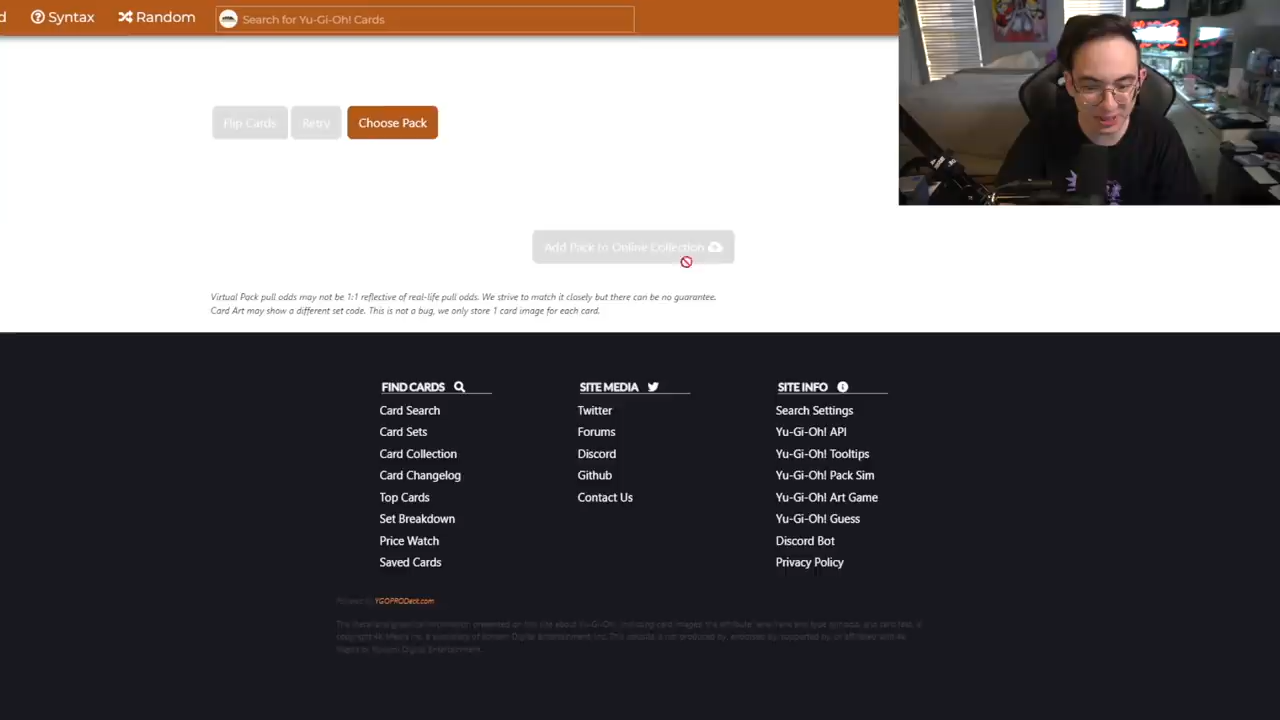 d
Syntax
Random
Search for Yu-Gi-Oh! Cards
Flip Cards
Retry
Choose Pack
Add Pack to Online Collection
Virtual Pack pull odds may not be 1:1 reflective of real-life pull odds. We strive to match it closely but there can be no guarantee.
Card Art may show a different set code. This is not a bug, we only store 1 card image for each card.
FIND CARDS
Card Search
Card Sets
Card Collection
Card Changelog
Top Cards
Set Breakdown
Price Watch
Saved Cards
SITE MEDIA
Twitter
Forums
Discord
Github
Contact Us
SITE INFO
Search Settings
Yu-Gi-Oh! API
Yu-Gi-Oh! Tooltips
Yu-Gi-Oh! Pack Sim
Yu-Gi-Oh! Art Game
Yu-Gi-Oh! Guess
Discord Bot
Privacy Policy
YGOPRODeck.com